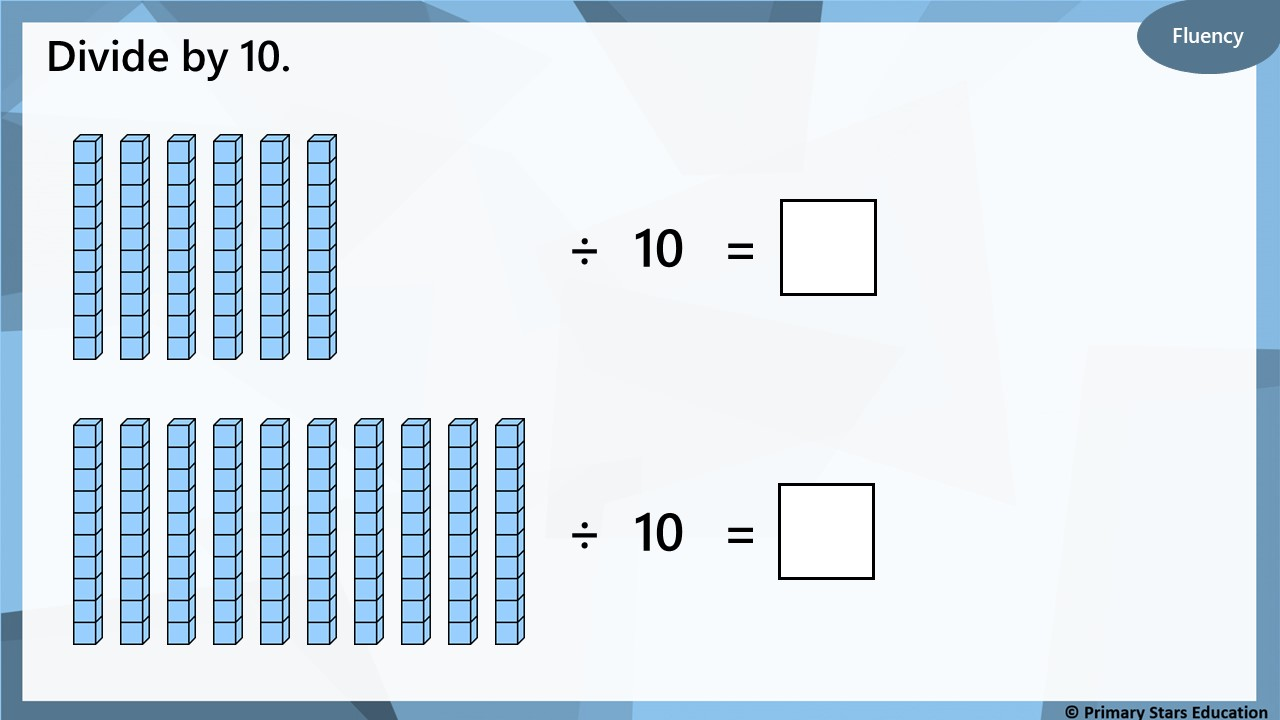 Fluency
Divide by 10.
÷ 10 =
÷ 10 =
© Primary Stars Education